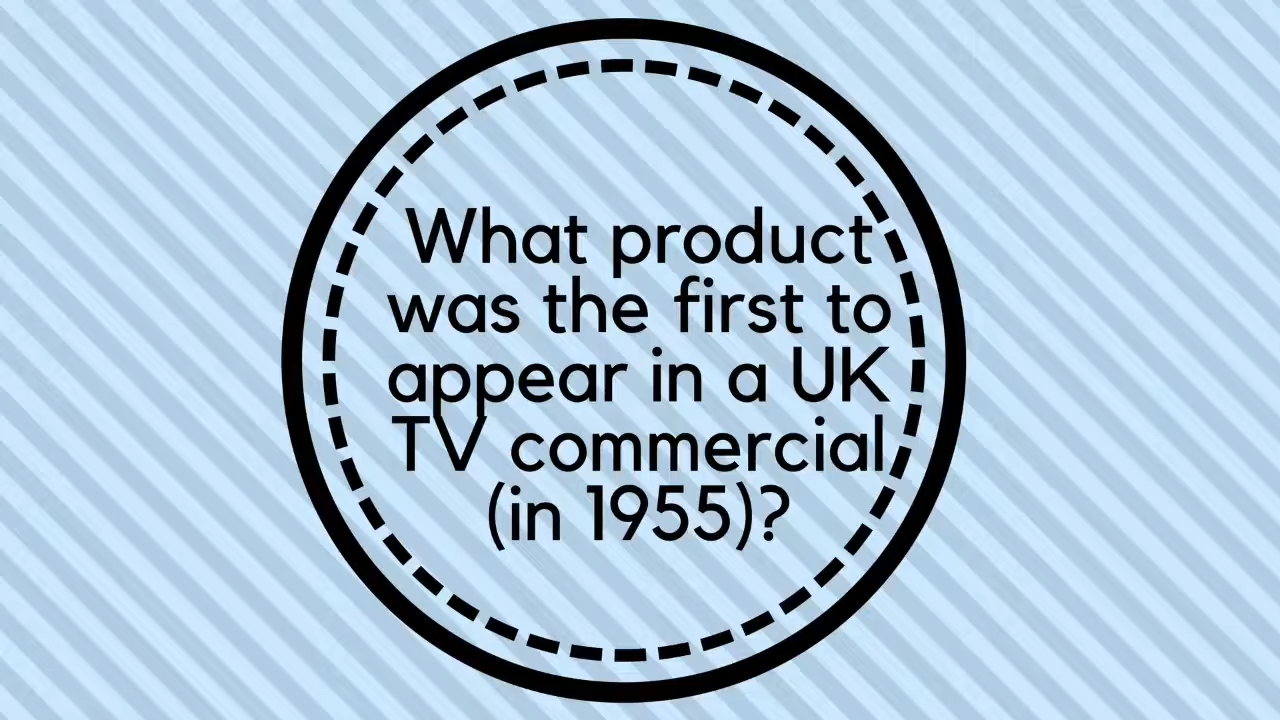 What product
was the first to
appear in a UK
TV commercial
(in 1955)?